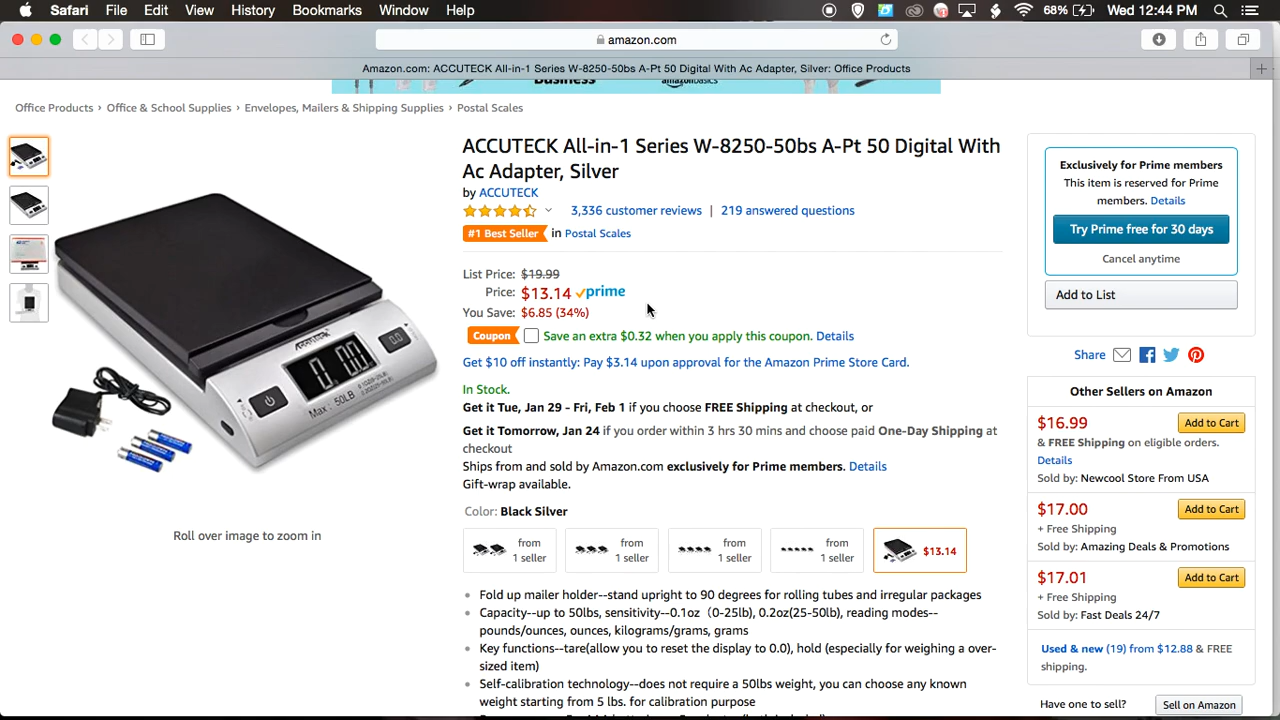 Safari File Edit View History Bookmarks Window Help 68% Wed 12:44 PM
amazon.com
Amazon.com: ACCUTECK All-in-1 Series W-8250-50bs A-Pt 50 Digital With Ac Adapter, Silver: Office Products
Business amazonbasics
Office Products › Office & School Supplies › Envelopes, Mailers & Shipping Supplies › Postal Scales
ACCUTECK All-in-1 Series W-8250-50bs A-Pt 50 Digital With
Ac Adapter, Silver
by ACCUTECK
3,336 customer reviews | 219 answered questions
#1 Best Seller in Postal Scales
List Price: $19.99
Price: $13.14 prime
You Save: $6.85 (34%)
Coupon Save an extra $0.32 when you apply this coupon. Details
Get $10 off instantly: Pay $3.14 upon approval for the Amazon Prime Store Card.
In Stock.
Get it Tue, Jan 29 - Fri, Feb 1 if you choose FREE Shipping at checkout, or
Get it Tomorrow, Jan 24 if you order within 3 hrs 30 mins and choose paid One-Day Shipping at
checkout
Ships from and sold by Amazon.com exclusively for Prime members. Details
Gift-wrap available.
Color: Black Silver
from
1 seller
from
1 seller
from
1 seller
from
1 seller
$13.14
• Fold up mailer holder--stand upright to 90 degrees for rolling tubes and irregular packages
• Capacity--up to 50lbs, sensitivity--0.1oz（0-25lb), 0.2oz(25-50lb), reading modes--
pounds/ounces, ounces, kilograms/grams, grams
• Key functions--tare(allow you to reset the display to 0.0), hold (especially for weighing a over-
sized item)
• Self-calibration technology--does not require a 50lbs weight, you can choose any known
weight starting from 5 lbs. for calibration purpose
ACCUTECK
0. 0.0
0.0
Max: 50LB
Roll over image to zoom in
Exclusively for Prime members
This item is reserved for Prime
members. Details
Try Prime free for 30 days
Cancel anytime
Add to List
Share
Other Sellers on Amazon
$16.99 Add to Cart
& FREE Shipping on eligible orders.
Details
Sold by: Newcool Store From USA
$17.00 Add to Cart
+ Free Shipping
Sold by: Amazing Deals & Promotions
$17.01 Add to Cart
+ Free Shipping
Sold by: Fast Deals 24/7
Used & new (19) from $12.88 & FREE
shipping.
Have one to sell? Sell on Amazon